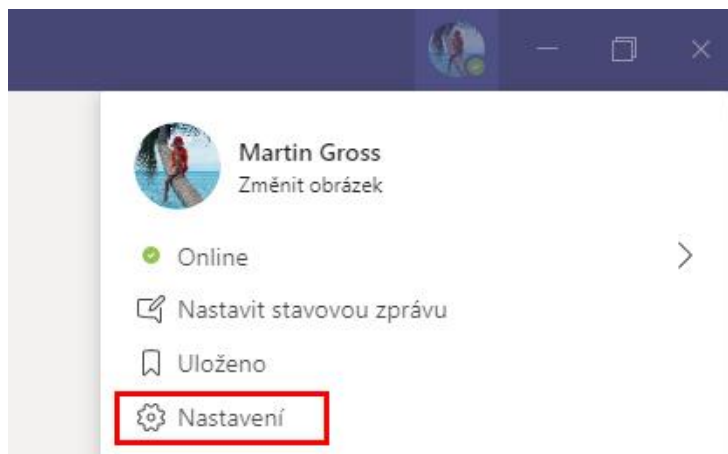 Martin Gross
Změnit obrázek
Online
Nastavit stavovou zprávu
Uloženo
Nastavení